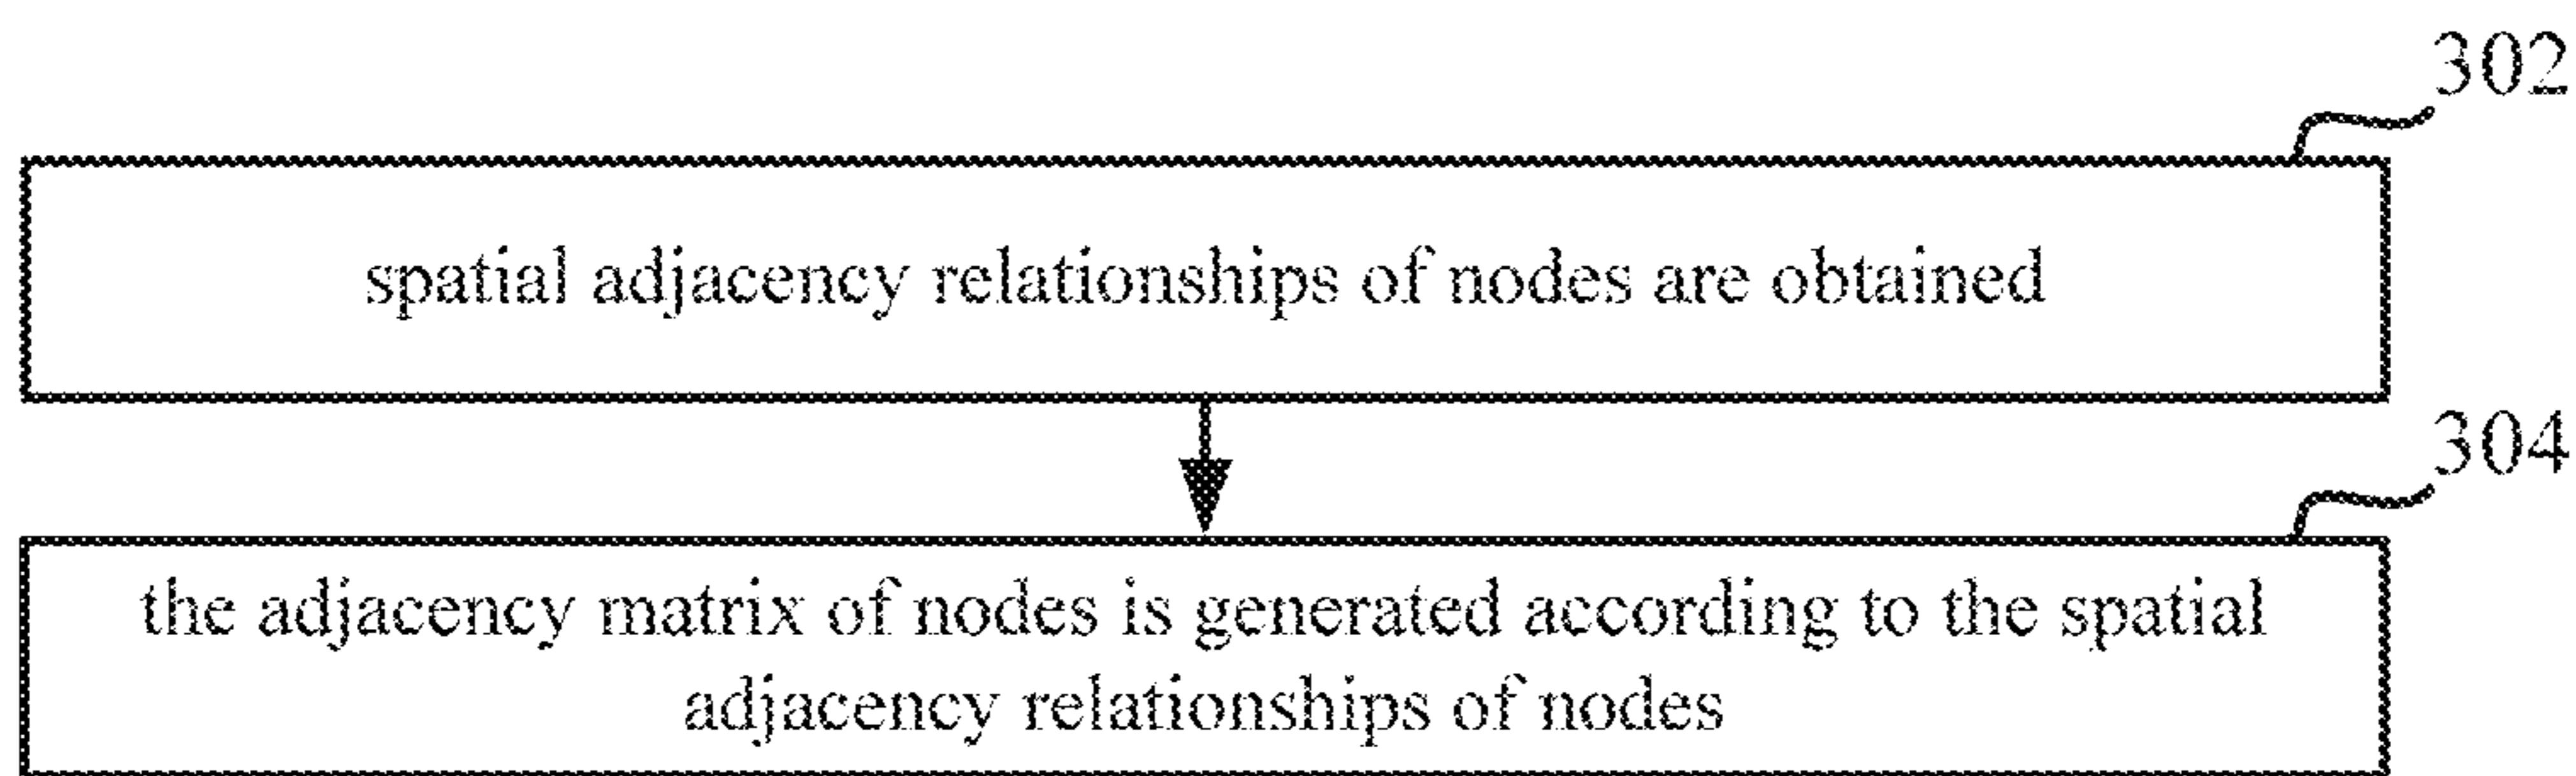 302
spatial adjacency relationships of nodes are obtained
304
the adjacency matrix of nodes is generated according to the spatial
adjacency relationships of nodes